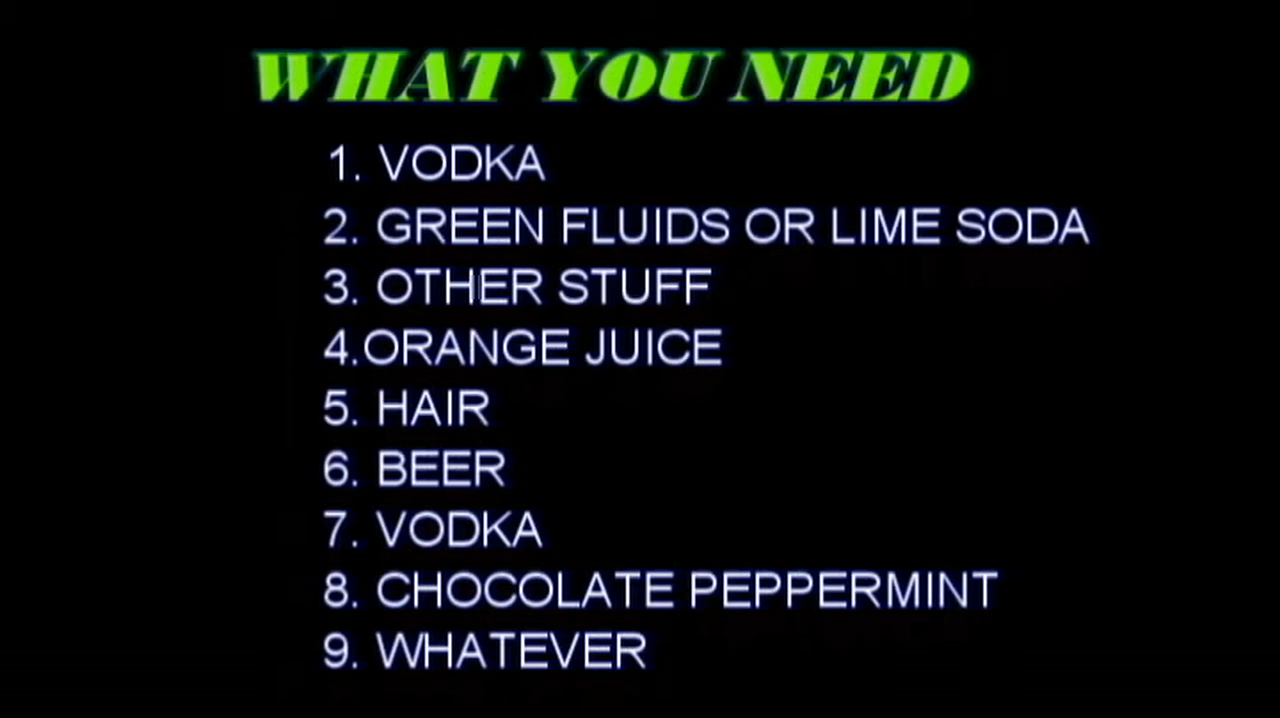 WHAT YOU NEED
1. VODKA
2. GREEN FLUIDS OR LIME SODA
3. OTHER STUFF
4.ORANGE JUICE
5. HAIR
6. BEER
7. VODKA
8. CHOCOLATE PEPPERMINT
9. WHATEVER